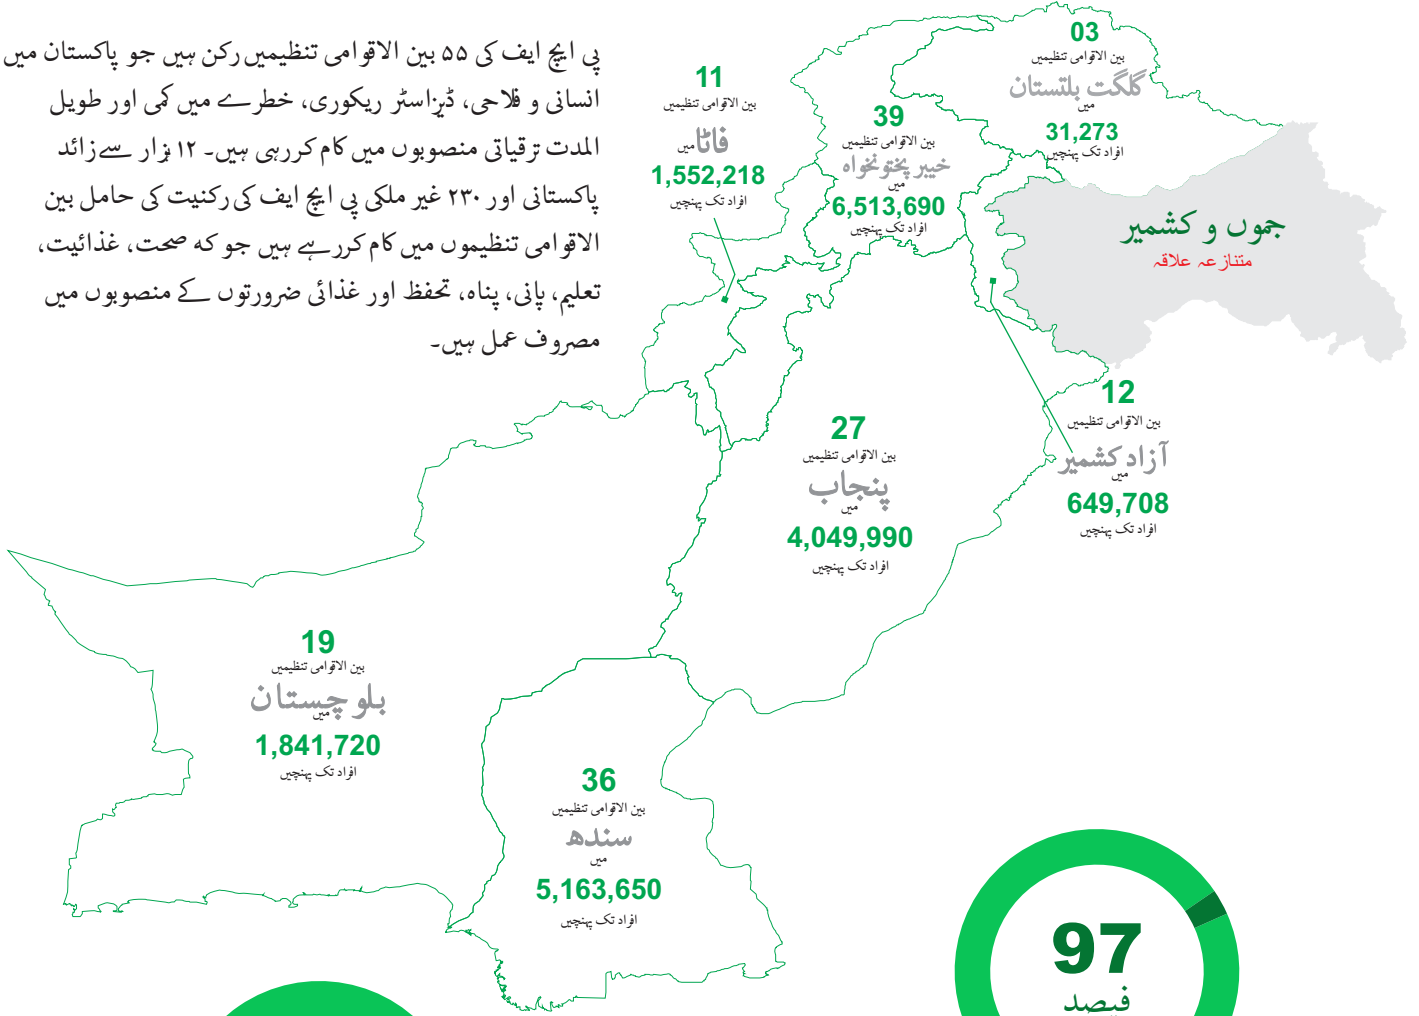 پی ایچ ایف کی ۵۵ بین الاقوامی تنظیمیں رکن ہیں جو پاکستان میں
انسانی و فلاحی، ڈیزاسٹر ریکوری، خطرے میں کمی اور طویل
المدت ترقیاتی منصوبوں میں کام کررہی ہیں۔ ۱۲ ہزار سے زائد
پاکستانی اور ۲۳۰ غیر ملکی پی ایچ ایف کی رکنیت کی حامل بین
الاقوامی تنظیموں میں کام کررہے ہیں جو کہ صحت، غذائیت،
تعلیم، پانی، پناہ، تحفظ اور غذائی ضرورتوں کے منصوبوں میں
مصروف عمل ہیں۔
03
بین الاقوامی تنظیمیں
گلگت بلتستان
میں
31,273
افراد تک پہنچیں
11
بین الاقوامی تنظیمیں
فاٹا میں
1,552,218
افراد تک پہنچیں
39
بین الاقوامی تنظیمیں
خیبر پختونخواہ
میں
6,513,690
افراد تک پہنچیں
جموں و کشمیر
متنازعہ علاقہ
12
بین الاقوامی تنظیمیں
آزاد کشمیر
میں
649,708
افراد تک پہنچیں
27
بین الاقوامی تنظیمیں
پنجاب
میں
4,049,990
افراد تک پہنچیں
19
بین الاقوامی تنظیمیں
بلوچستان
میں
1,841,720
افراد تک پہنچیں
36
بین الاقوامی تنظیمیں
سندھ
میں
5,163,650
افراد تک پہنچیں
97
فیصد